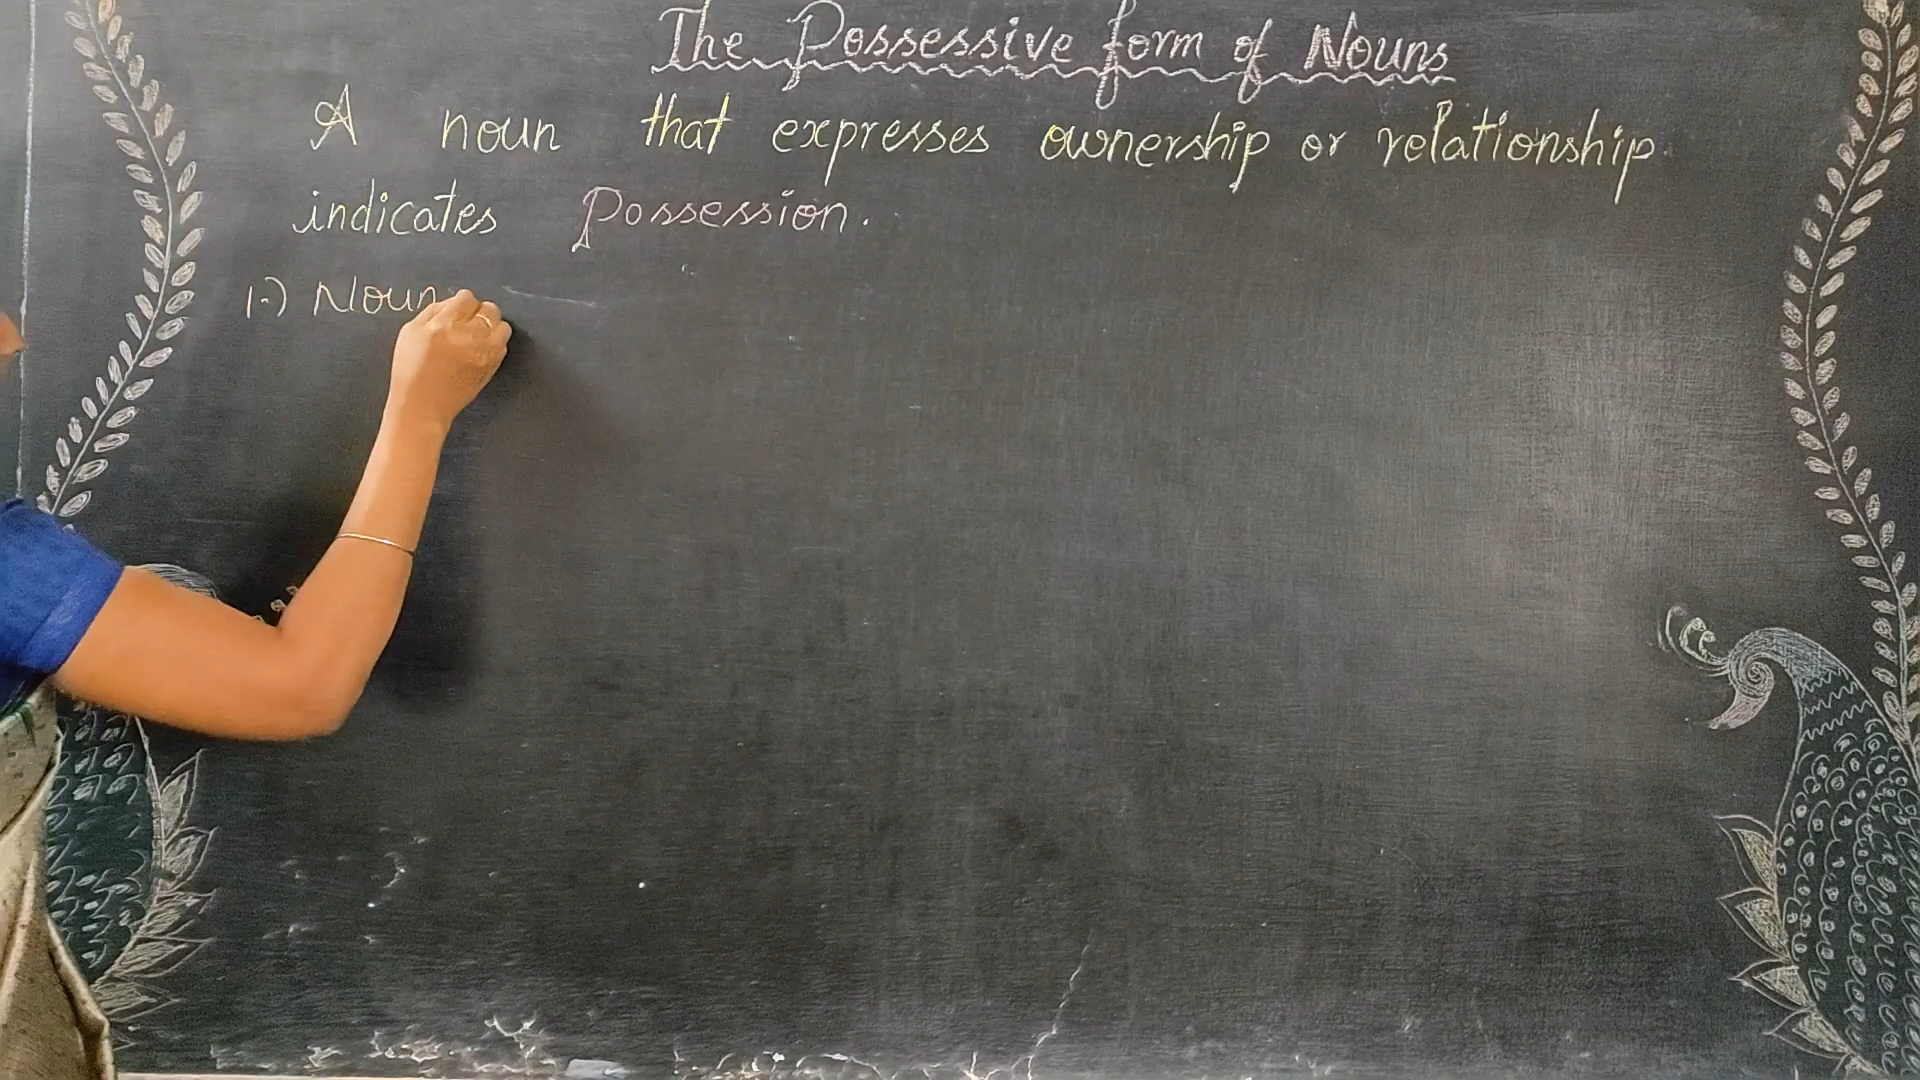 The Possessive form of Nouns
A noun that expresses ownership or relationship
indicates Possession.
1.) Noun